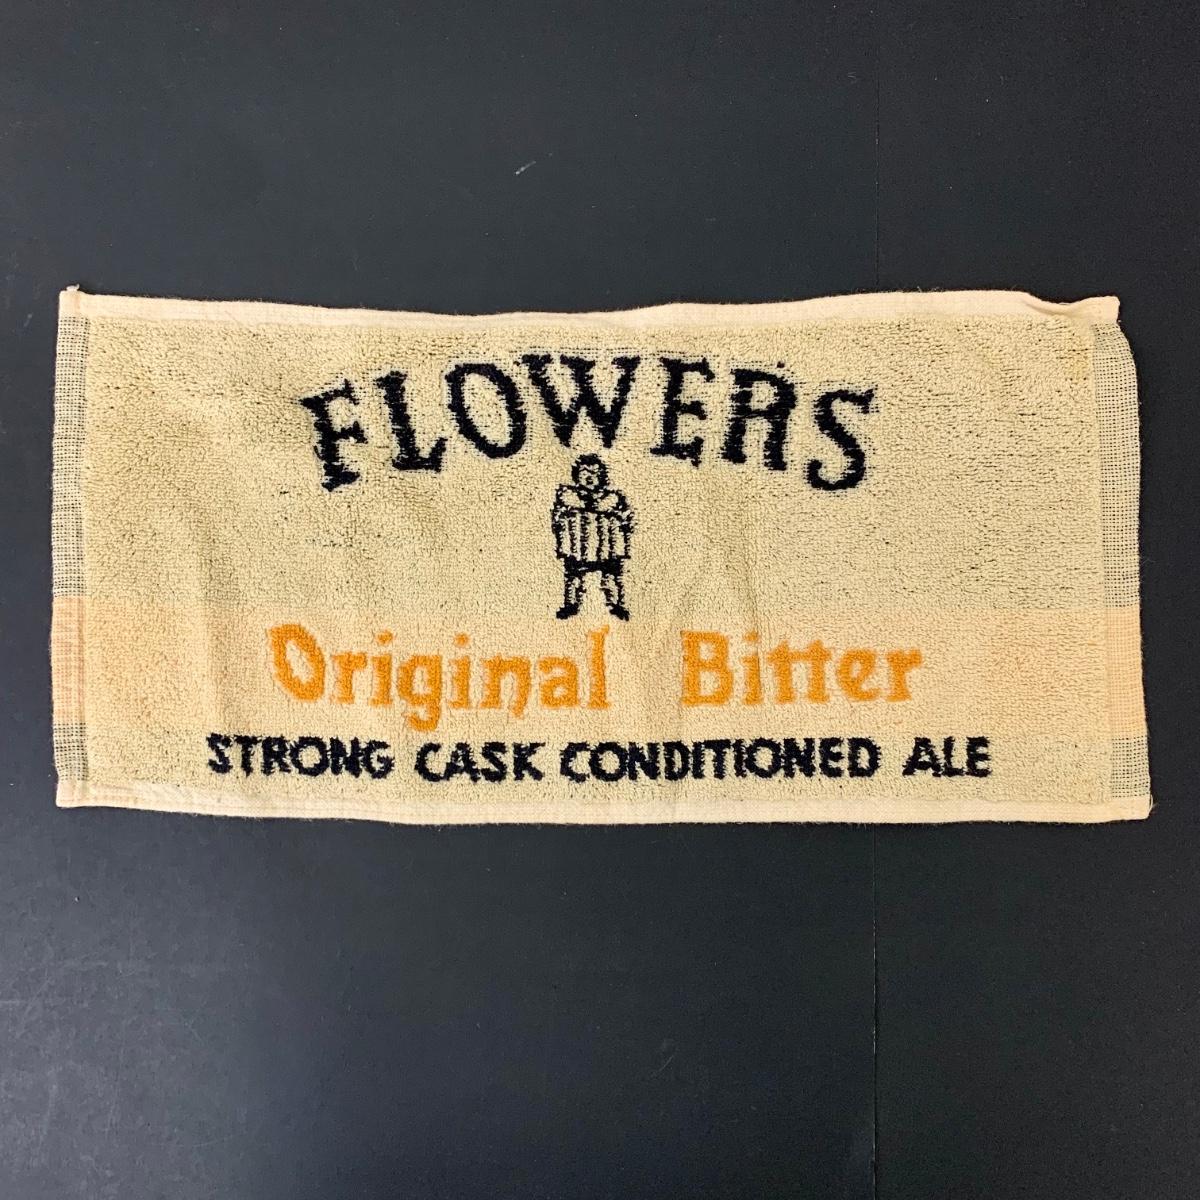 FLOWERS
Original Bitter
STRONG CASK CONDITIONED ALE